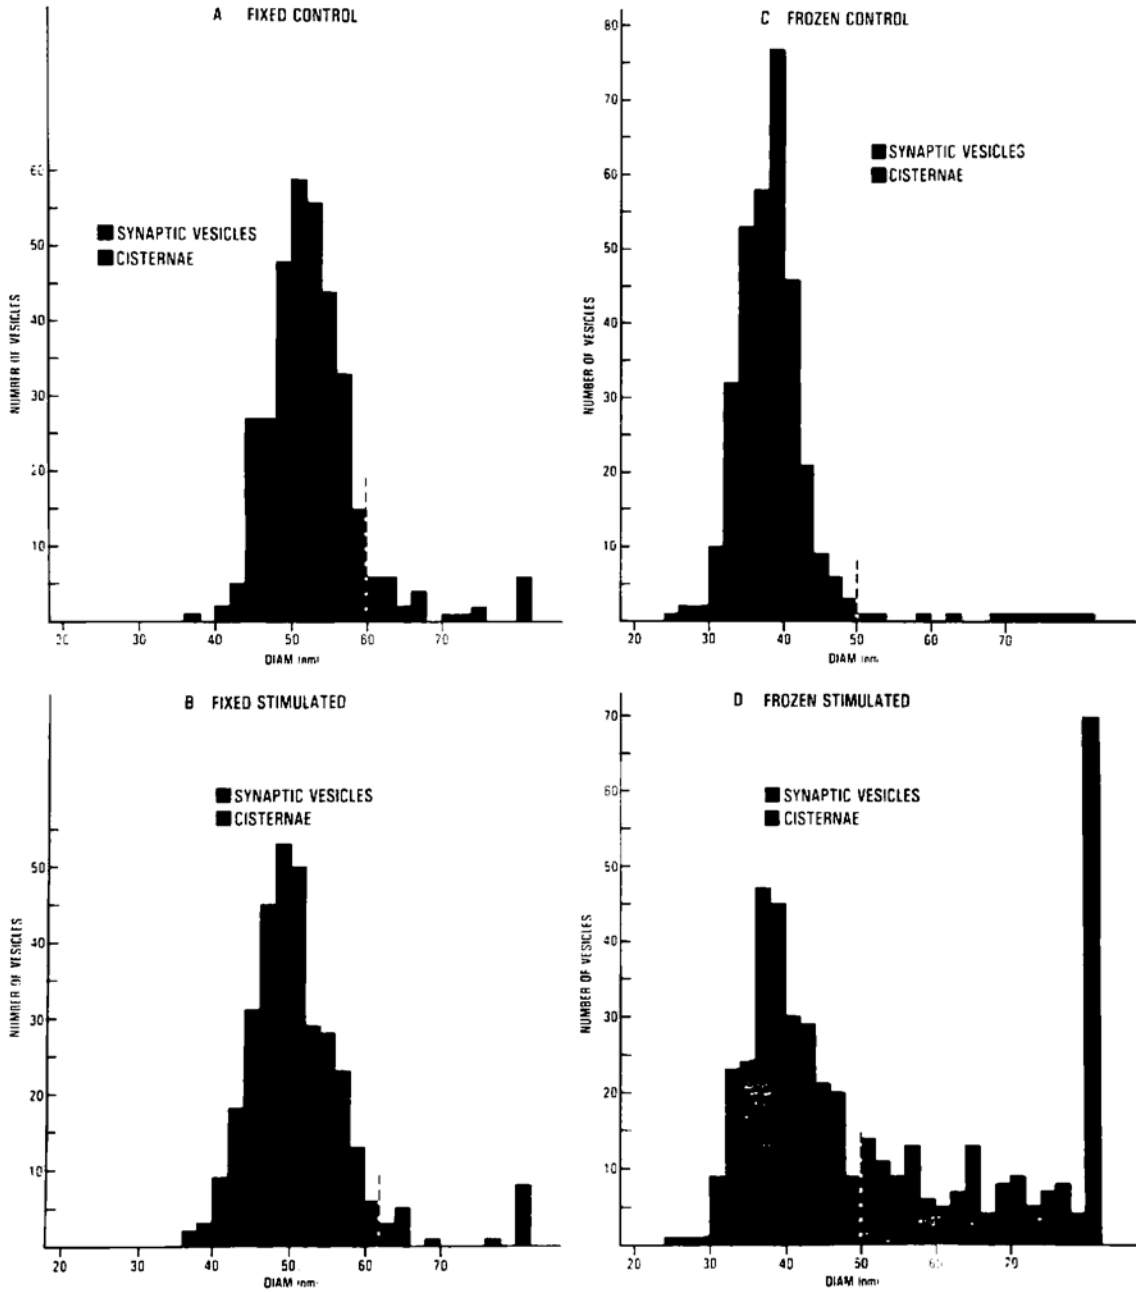 A FIXED CONTROL
60
50
40
30
20
10
NUMBER OF VESICLES
SYNAPTIC VESICLES
CISTERNAE
30 40 50 60 70
DIAM (nm)
C FROZEN CONTROL
80
70
60
50
40
30
20
10
NUMBER OF VESICLES
SYNAPTIC VESICLES
CISTERNAE
20 30 40 50 60 70
DIAM (nm)
B FIXED STIMULATED
50
40
30
20
10
NUMBER OF VESICLES
SYNAPTIC VESICLES
CISTERNAE
20 30 40 50 60 70
DIAM (nm)
D FROZEN STIMULATED
70
60
50
40
30
20
10
NUMBER OF VESICLES
SYNAPTIC VESICLES
CISTERNAE
20 30 40 50 60 70
DIAM (nm)